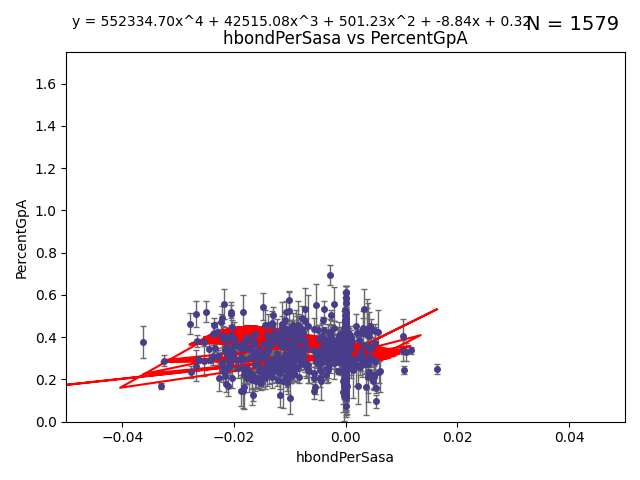 y = 552334.70x^4 + 42515.08x^3 + 501.23x^2 + -8.84x + 0.32
N = 1579
hbondPerSasa vs PercentGpA
PercentGpA
1.6
1.4
1.2
1.0
0.8
0.6
0.4
0.2
0.0
−0.04 −0.02 0.00 0.02 0.04
hbondPerSasa